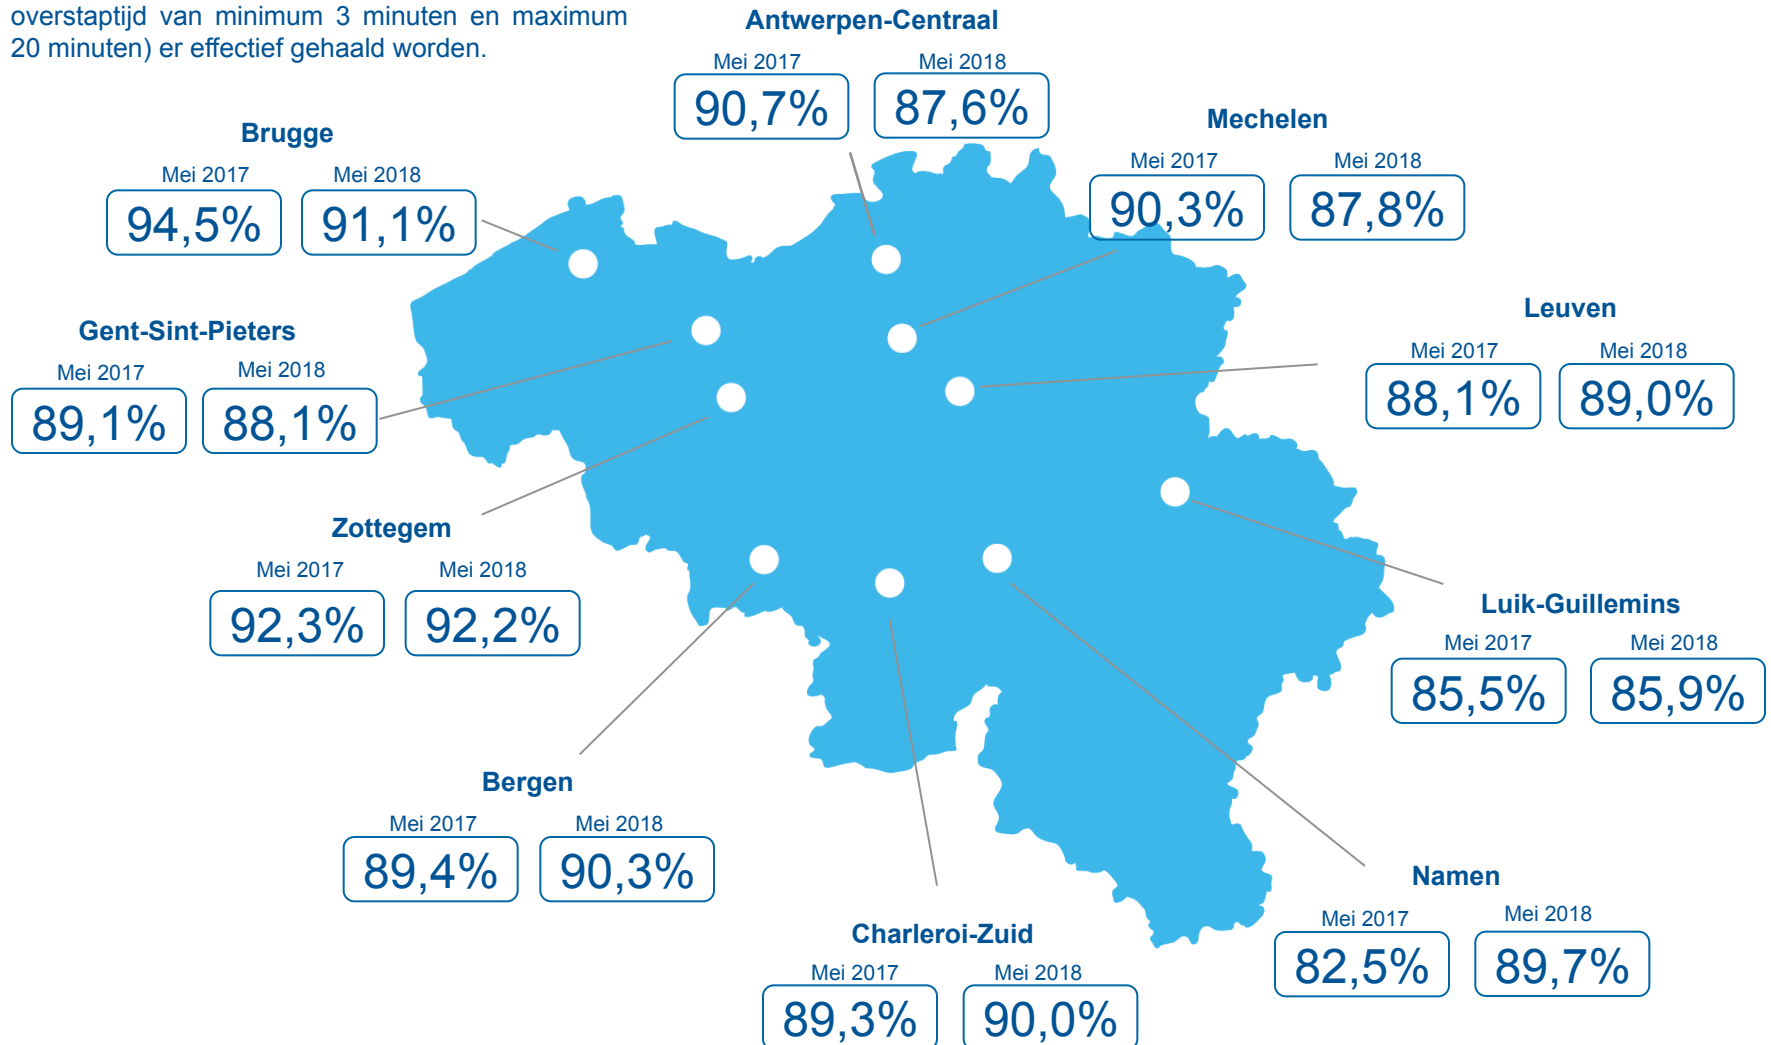 overstaptijd van minimum 3 minuten en maximum
20 minuten) er effectief gehaald worden.
Antwerpen-Centraal
Mei 2017 Mei 2018
90,7% 87,6%
Brugge
Mei 2017 Mei 2018
94,5% 91,1%
Mechelen
Mei 2017 Mei 2018
90,3% 87,8%
Gent-Sint-Pieters
Mei 2017 Mei 2018
89,1% 88,1%
Leuven
Mei 2017 Mei 2018
88,1% 89,0%
Zottegem
Mei 2017 Mei 2018
92,3% 92,2%
Luik-Guillemins
Mei 2017 Mei 2018
85,5% 85,9%
Bergen
Mei 2017 Mei 2018
89,4% 90,3%
Namen
Mei 2017 Mei 2018
82,5% 89,7%
Charleroi-Zuid
Mei 2017 Mei 2018
89,3% 90,0%